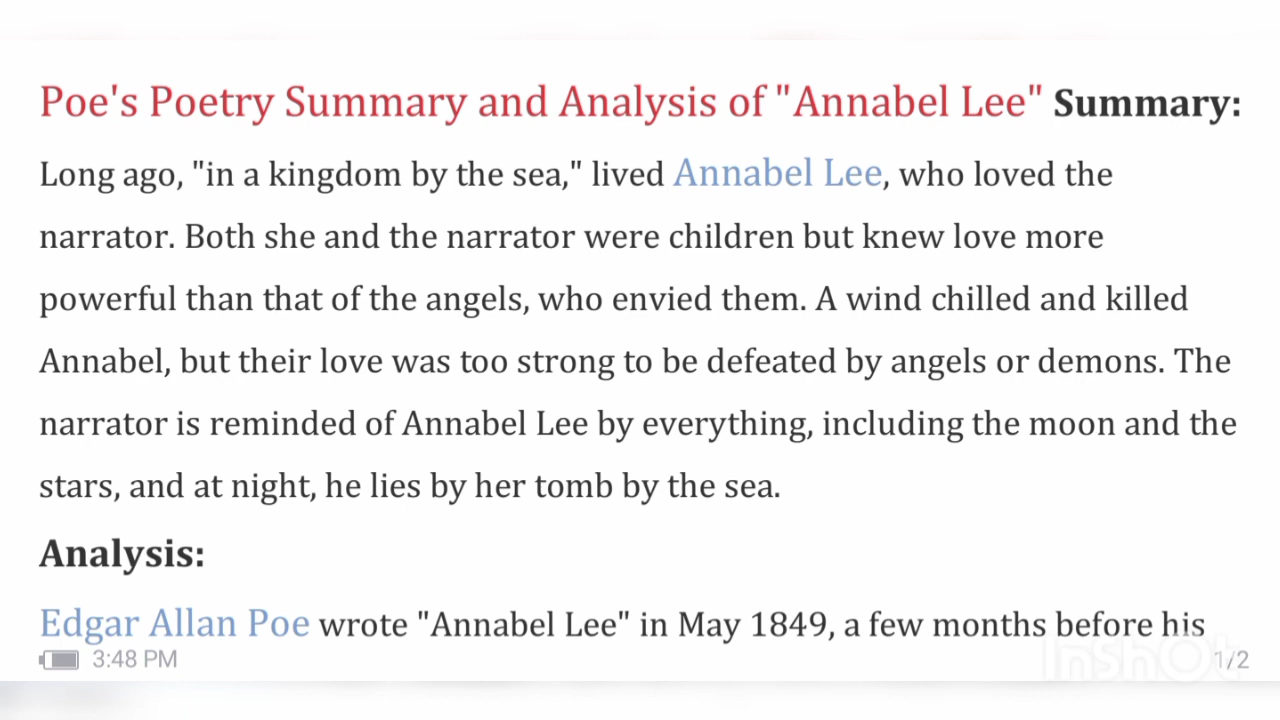 Poe's Poetry Summary and Analysis of "Annabel Lee" Summary:
Long ago, "in a kingdom by the sea," lived Annabel Lee, who loved the
narrator. Both she and the narrator were children but knew love more
powerful than that of the angels, who envied them. A wind chilled and killed
Annabel, but their love was too strong to be defeated by angels or demons. The
narrator is reminded of Annabel Lee by everything, including the moon and the
stars, and at night, he lies by her tomb by the sea.
Analysis:
Edgar Allan Poe wrote "Annabel Lee" in May 1849, a few months before his
3:48 PM
InshOt
1/2